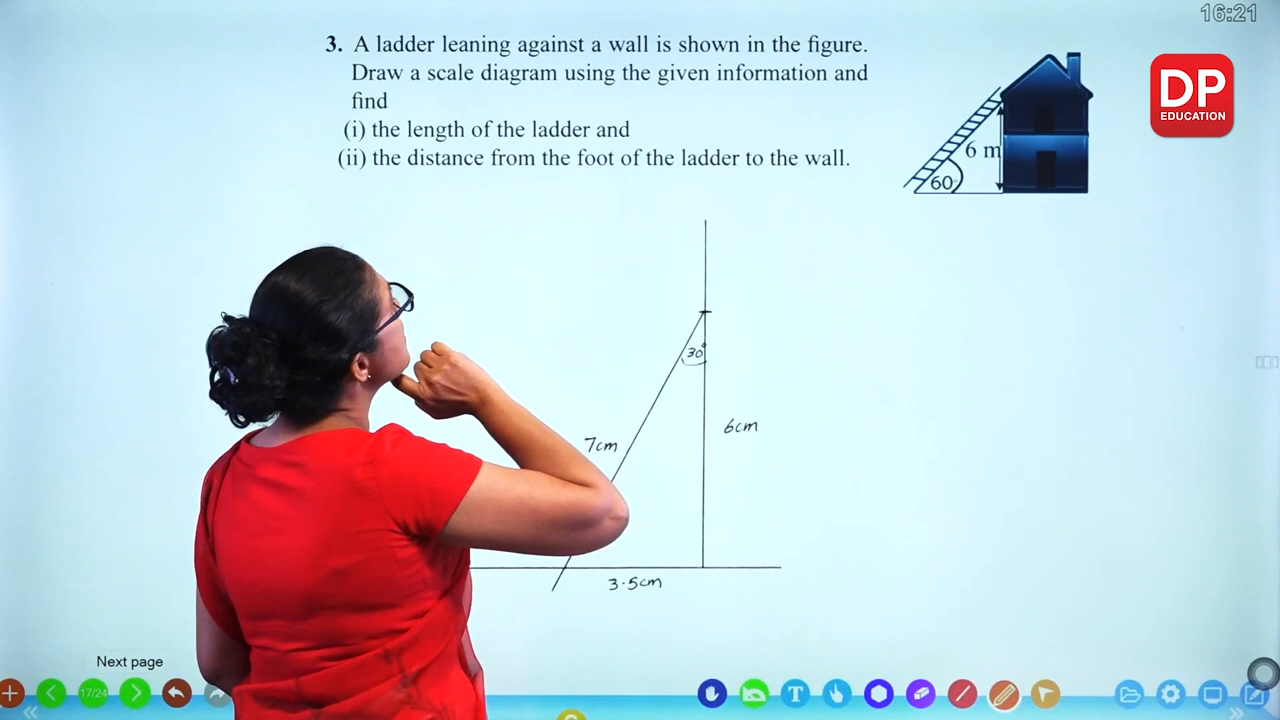 16:21
3. A ladder leaning against a wall is shown in the figure.
Draw a scale diagram using the given information and
find
(i) the length of the ladder and
(ii) the distance from the foot of the ladder to the wall.
6 m
60°
DP
EDUCATION
30°
7cm
6cm
3.5cm
Next page
17/24
T